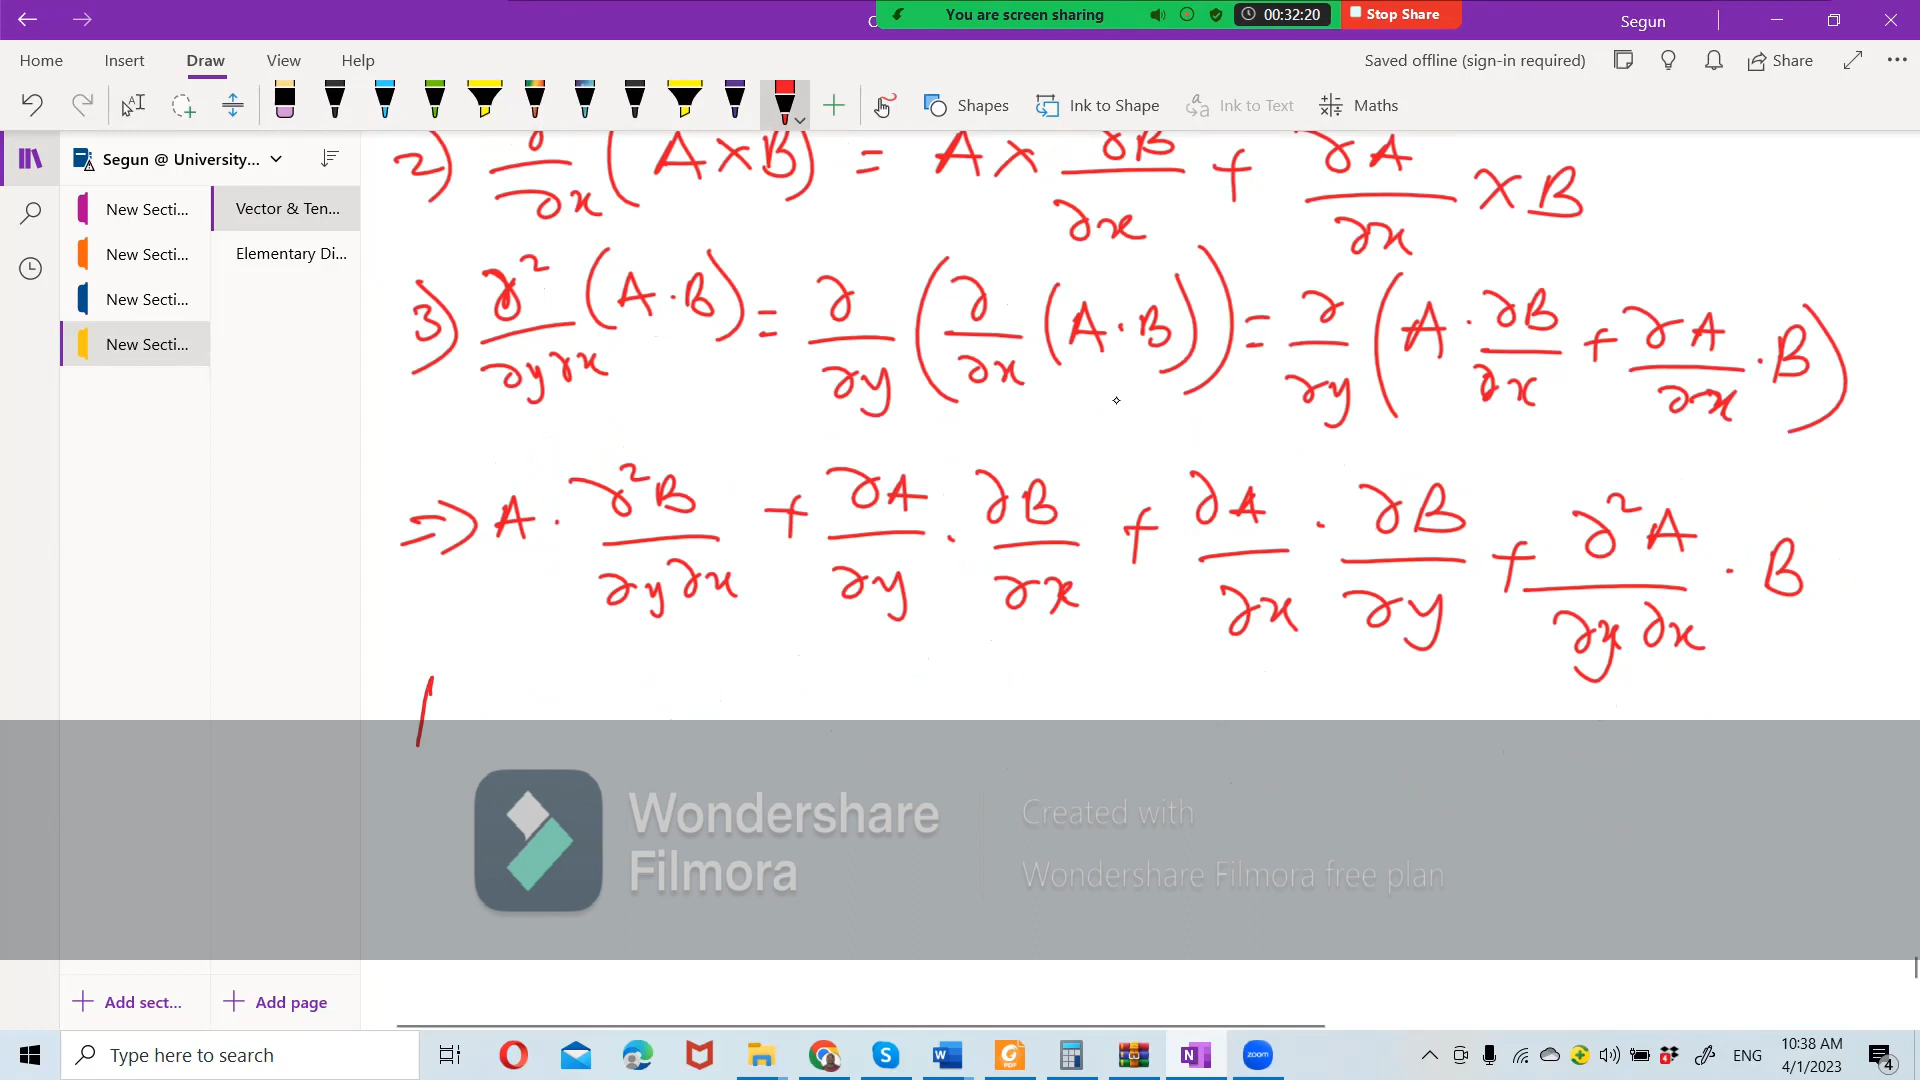 You are screen sharing 00:32:20 Stop Share
Segun
Home Insert Draw View Help
Saved offline (sign-in required) Share
Shapes Ink to Shape Ink to Text Maths
Segun @ University...
New Secti... Vector & Ten...
New Secti... Elementary Di...
New Secti...
New Secti...
2) ∂/∂x (A × B) = A × ∂B/∂x + ∂A/∂x × B
3) ∂²/∂y∂x (A · B) = ∂/∂y (∂/∂x (A · B)) = ∂/∂y (A · ∂B/∂x + ∂A/∂x · B)
=> A · ∂²B/∂y∂x + ∂A/∂y · ∂B/∂x + ∂A/∂x · ∂B/∂y + ∂²A/∂y∂x · B
Wondershare
Filmora
Created with
Wondershare Filmora free plan
Add sect... Add page
Type here to search
ENG
10:38 AM
4/1/2023
4